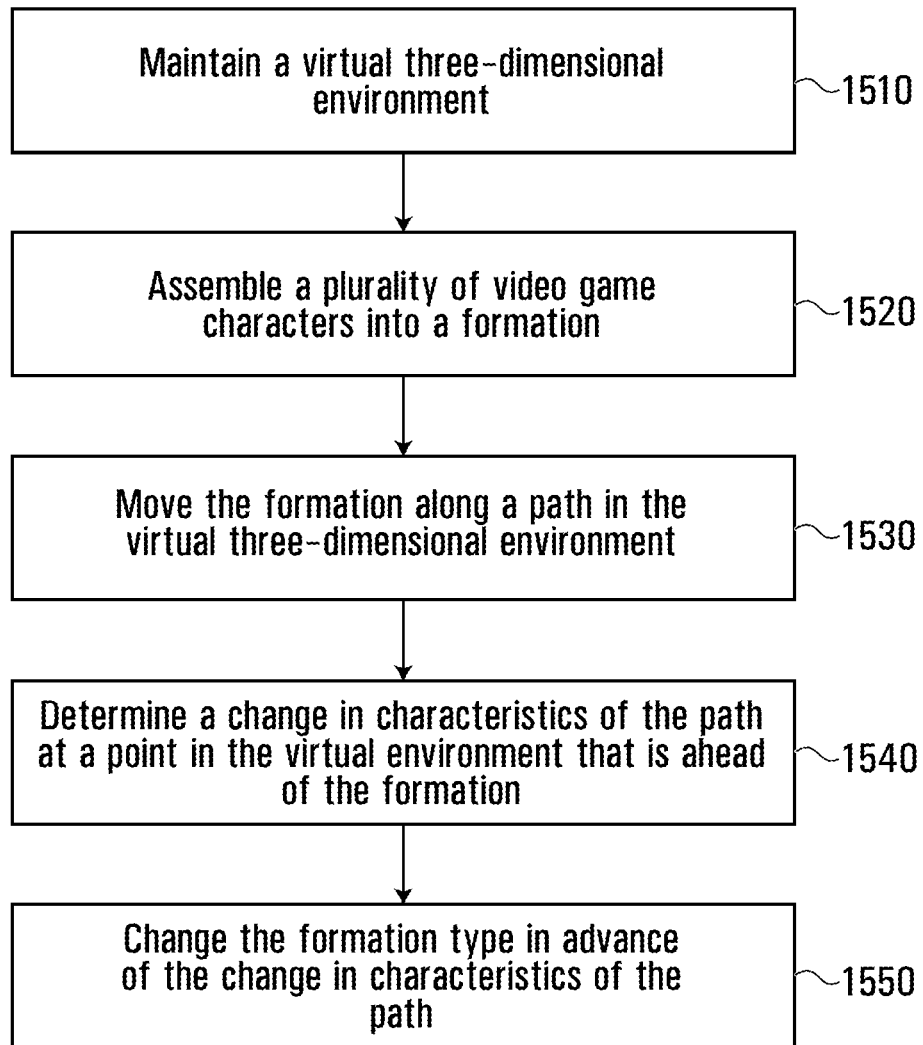 Maintain a virtual three-dimensional
environment
1510
Assemble a plurality of video game
characters into a formation
1520
Move the formation along a path in the
virtual three-dimensional environment
1530
Determine a change in characteristics of the path
at a point in the virtual environment that is ahead
of the formation
1540
Change the formation type in advance
of the change in characteristics of the
path
1550